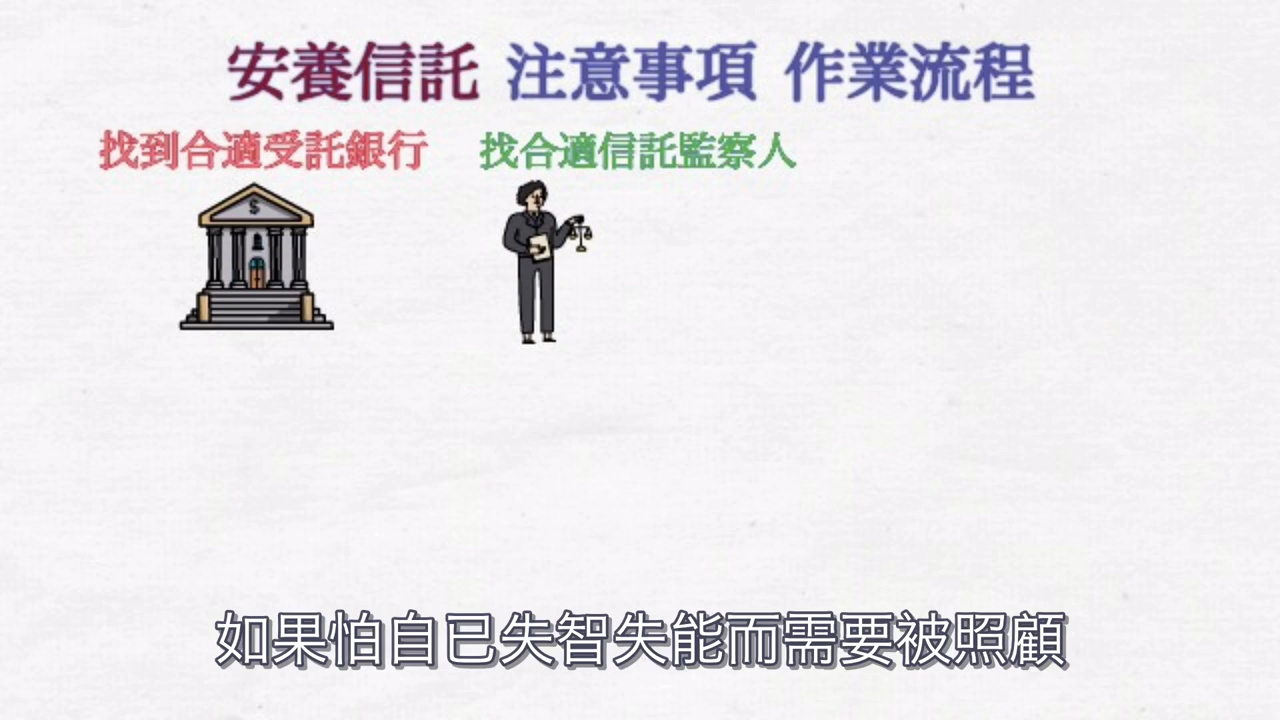 安養信託 注意事項 作業流程
找到合適受託銀行 找合適信託監察人
$
如果怕自已失智失能而需要被照顧